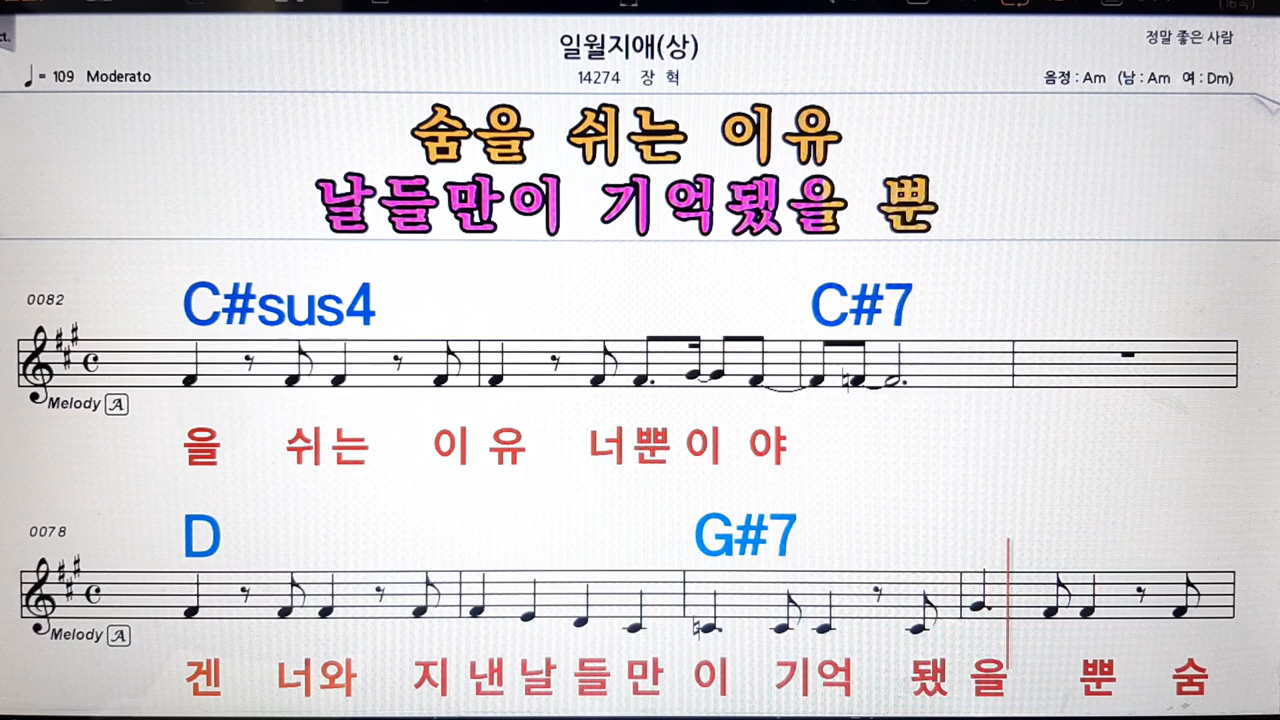 일월지애(상)
정말 좋은 사람
♩= 109 Moderato
14274 장 혁
음정 : Am (남 : Am 여 : Dm)
숨을 쉬는 이유
날들만이 기억됐을 뿐
0082
C#sus4 C#7
Melody A
을 쉬는 이 유 너뿐이 야
0078
D G#7
Melody A
겐 너와 지 낸 날 들 만 이 기억 됐 을 뿐 숨